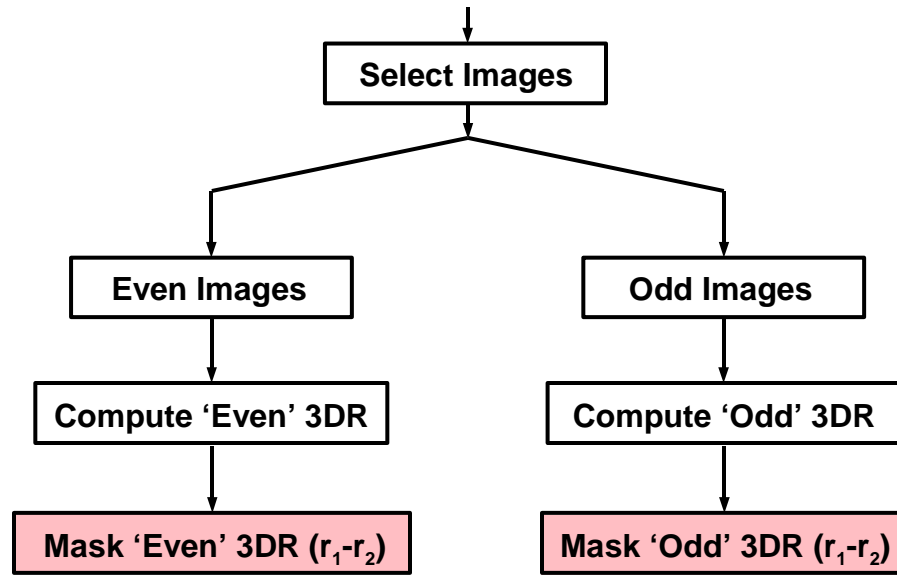 Select Images
Even Images
Odd Images
Compute ‘Even’ 3DR
Compute ‘Odd’ 3DR
Mask ‘Even’ 3DR (r₁-r₂)
Mask ‘Odd’ 3DR (r₁-r₂)